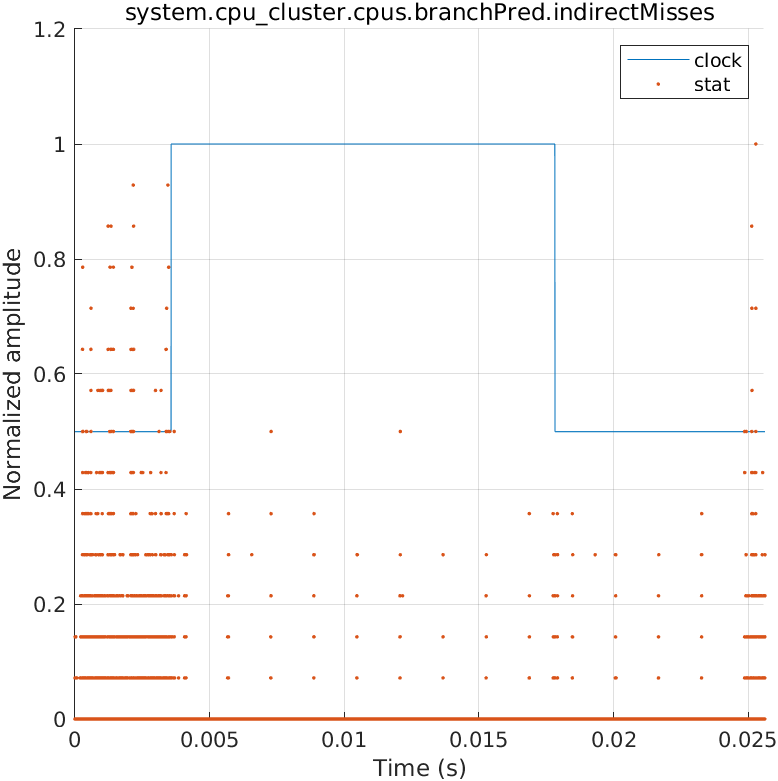 system.cpu_cluster.cpus.branchPred.indirectMisses
1.2
clock
stat
1
0.8
Normalized amplitude
0.6
0.4
0.2
0
0
0.005
0.01
0.015
0.02
0.025
Time (s)